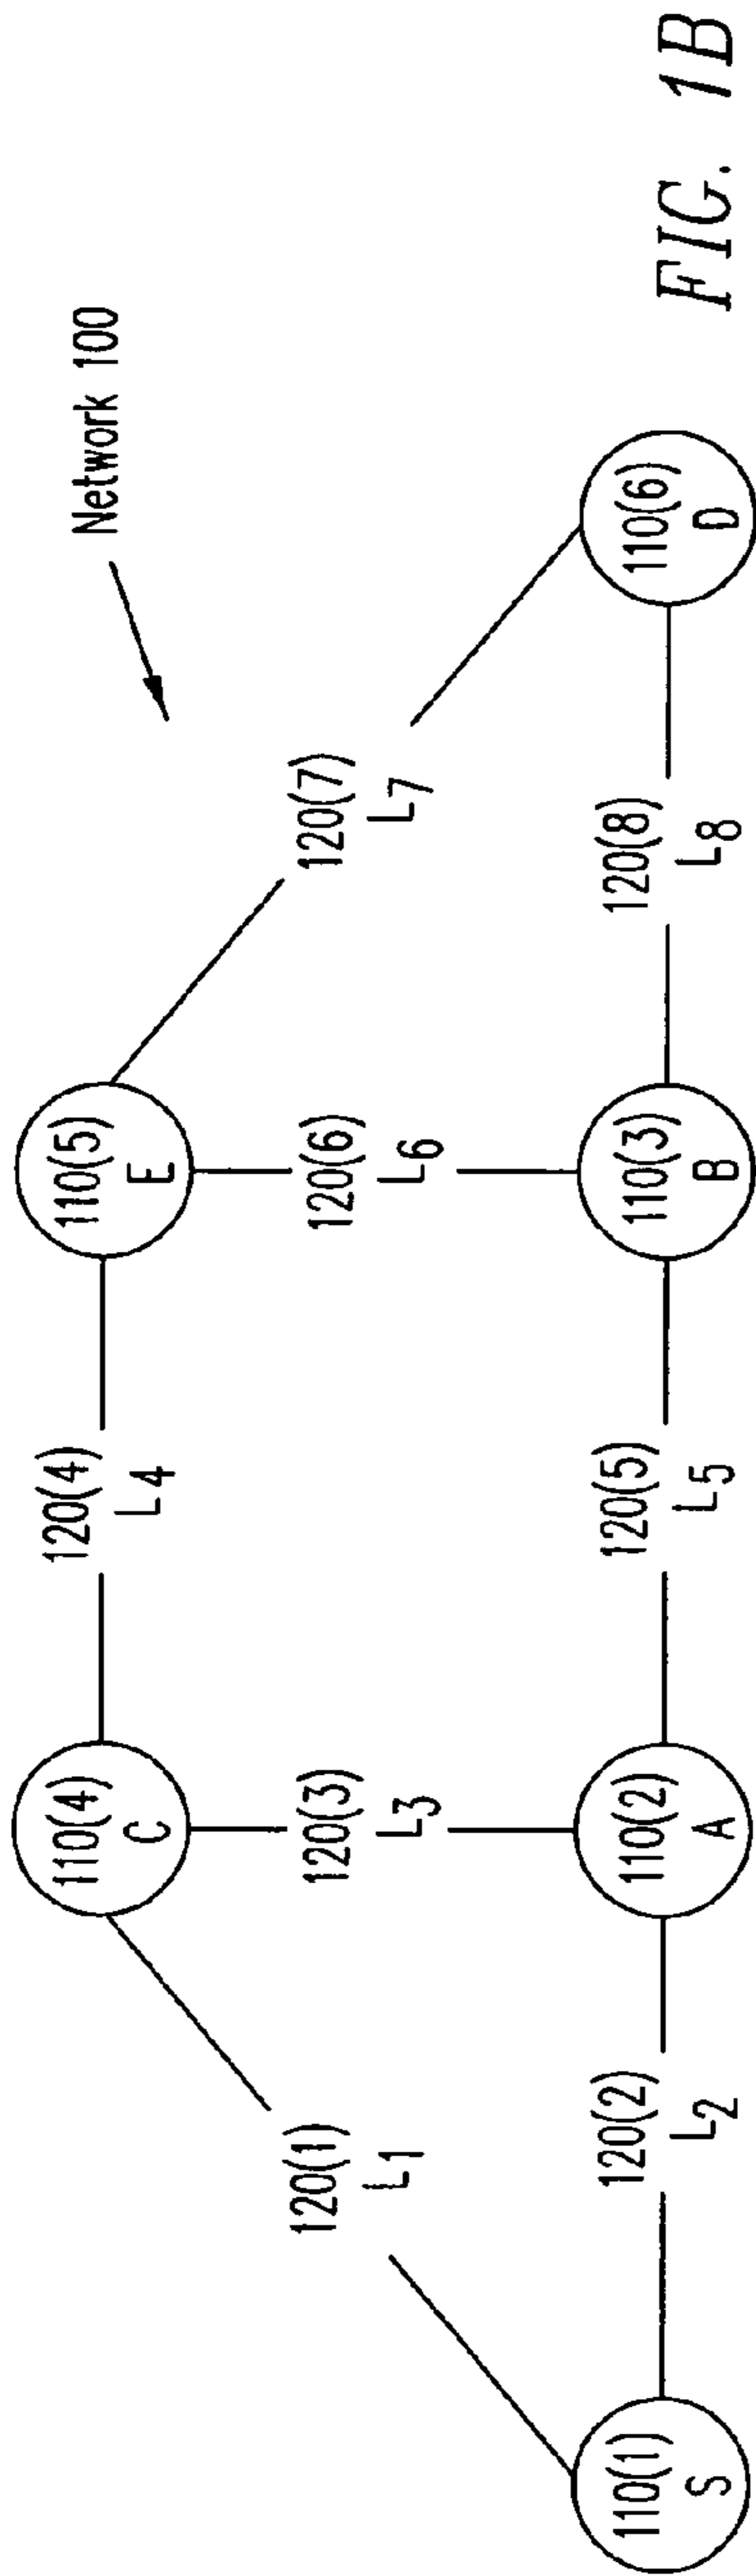 Network 100
110(4)
C
120(4)
L4
110(5)
E
120(1)
L1
120(3)
L3
120(6)
L6
120(7)
L7
110(1)
S
120(2)
L2
110(2)
A
120(5)
L5
110(3)
B
120(8)
L8
110(6)
D
FIG. 1B